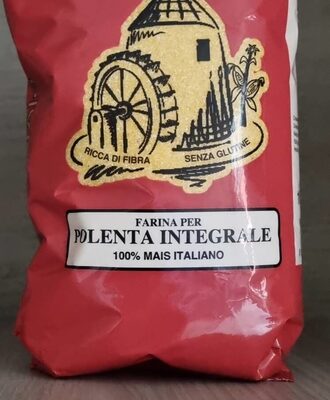 RICCA DI FIBRA
SENZA GLUTINE
FARINA PER
POLENTA INTEGRALE
100% MAIS ITALIANO